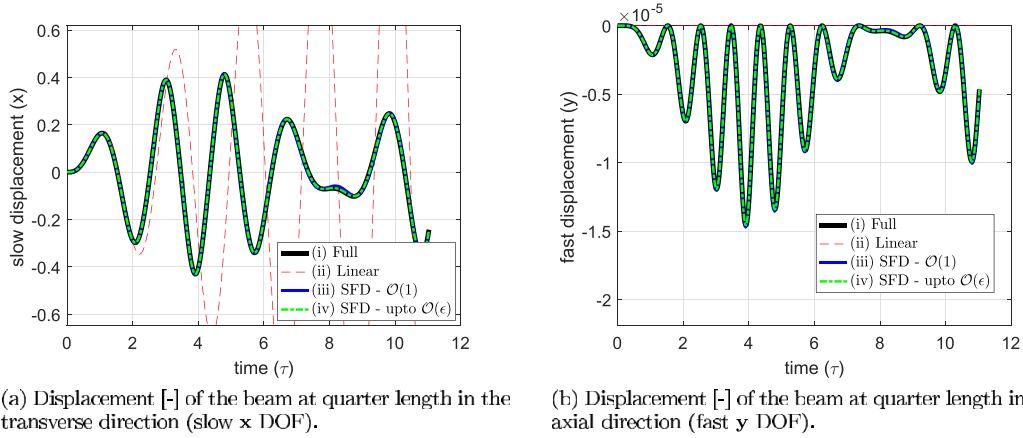 0.6
0.4
0.2
0
-0.2
-0.4
-0.6
slow displacement (x)
0 2 4 6 8 10 12
time (τ)
(i) Full
(ii) Linear
(iii) SFD - 𝒪(1)
(iv) SFD - upto 𝒪(ϵ)
(a) Displacement [-] of the beam at quarter length in the
transverse direction (slow x DOF).
×10⁻⁵
0
-0.5
-1
-1.5
-2
fast displacement (y)
0 2 4 6 8 10 12
time (τ)
(i) Full
(ii) Linear
(iii) SFD - 𝒪(1)
(iv) SFD - upto 𝒪(ϵ)
(b) Displacement [-] of the beam at quarter length in
axial direction (fast y DOF).